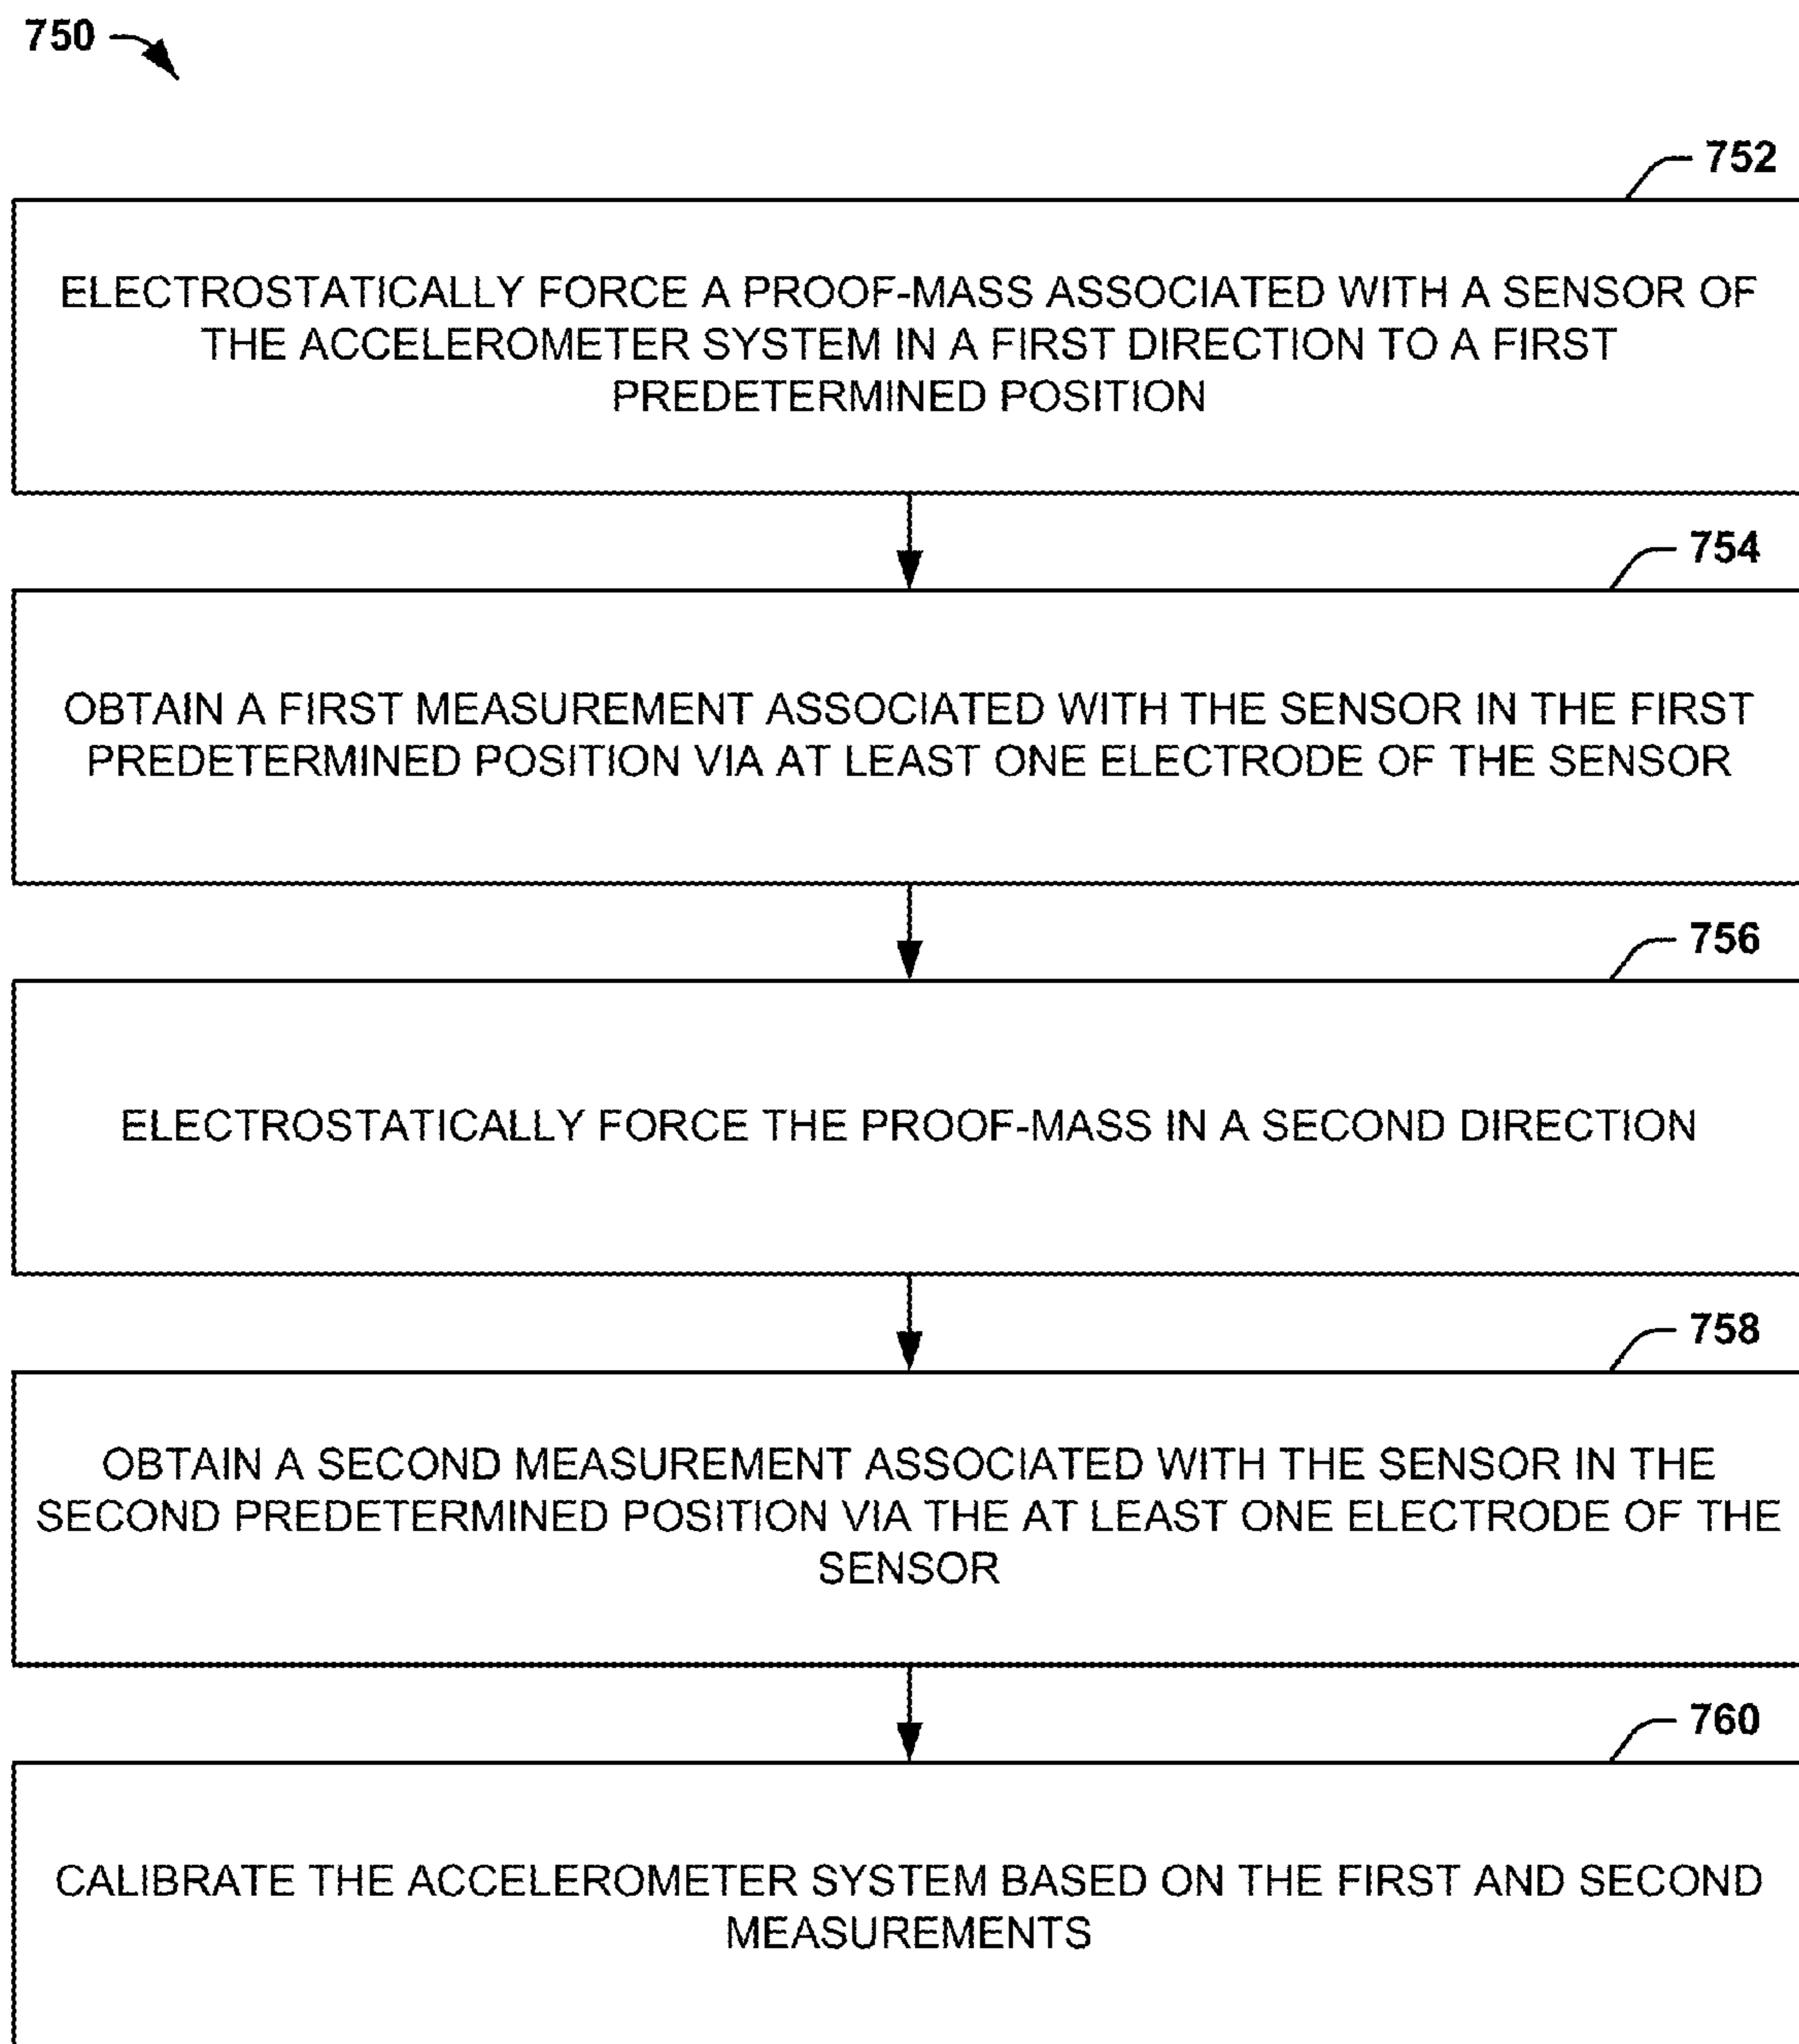 750
752
ELECTROSTATICALLY FORCE A PROOF-MASS ASSOCIATED WITH A SENSOR OF
THE ACCELEROMETER SYSTEM IN A FIRST DIRECTION TO A FIRST
PREDETERMINED POSITION
754
OBTAIN A FIRST MEASUREMENT ASSOCIATED WITH THE SENSOR IN THE FIRST
PREDETERMINED POSITION VIA AT LEAST ONE ELECTRODE OF THE SENSOR
756
ELECTROSTATICALLY FORCE THE PROOF-MASS IN A SECOND DIRECTION
758
OBTAIN A SECOND MEASUREMENT ASSOCIATED WITH THE SENSOR IN THE
SECOND PREDETERMINED POSITION VIA THE AT LEAST ONE ELECTRODE OF THE
SENSOR
760
CALIBRATE THE ACCELEROMETER SYSTEM BASED ON THE FIRST AND SECOND
MEASUREMENTS